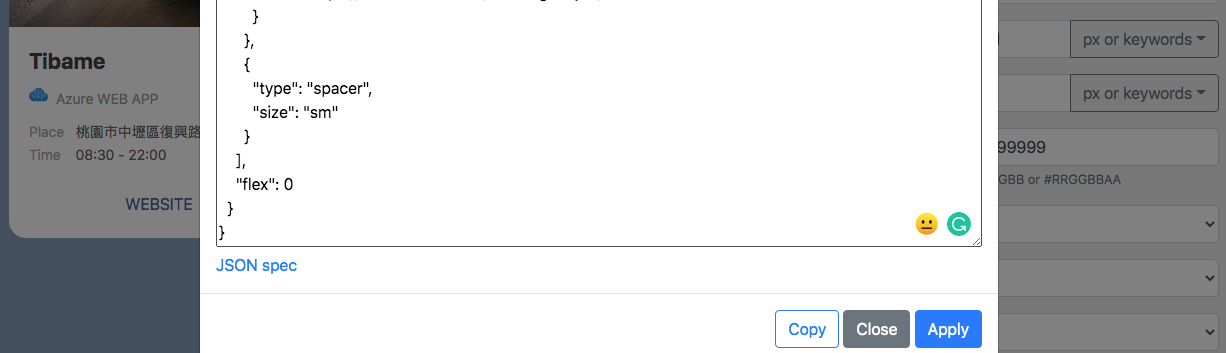 Tibame
Azure WEB APP
Place 桃園市中壢區復興路
Time 08:30 - 22:00
WEBSITE
}
},
{
"type": "spacer",
"size": "sm"
}
],
"flex": 0
}
}
JSON spec
Copy Close Apply
px or keywords
px or keywords
99999
GBB or #RRGGBBAA